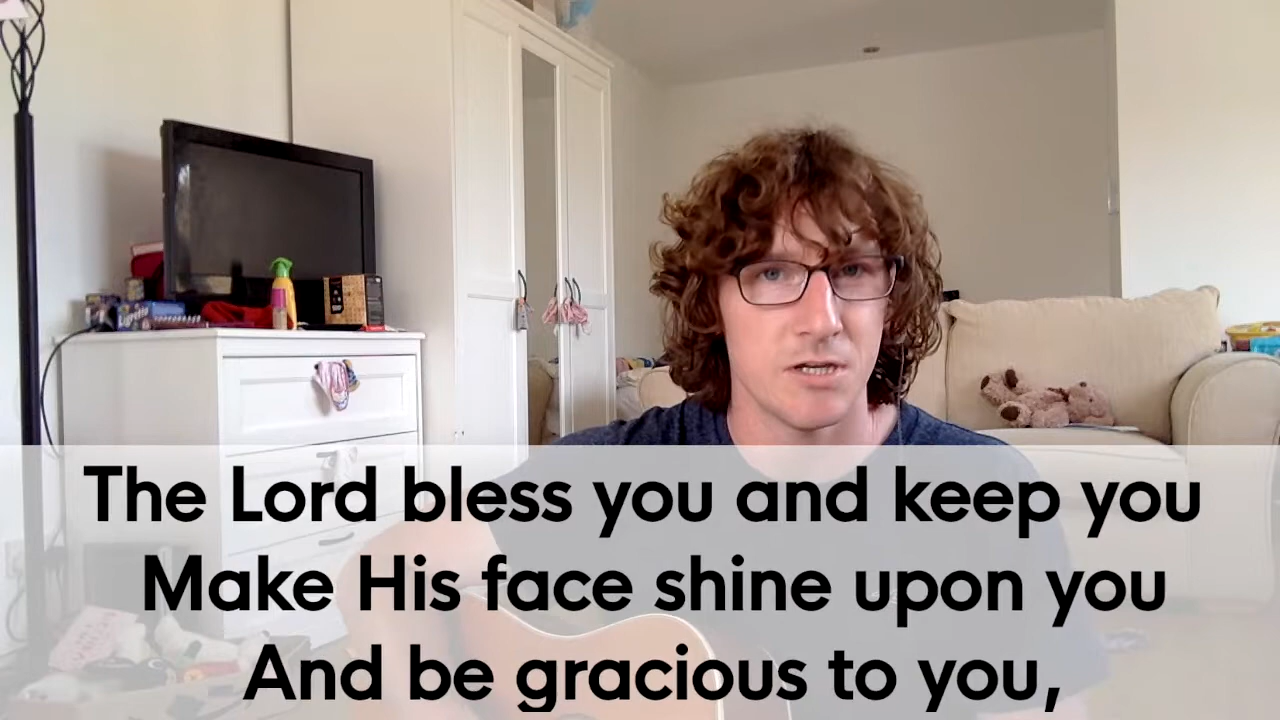 The Lord bless you and keep you
Make His face shine upon you
And be gracious to you,